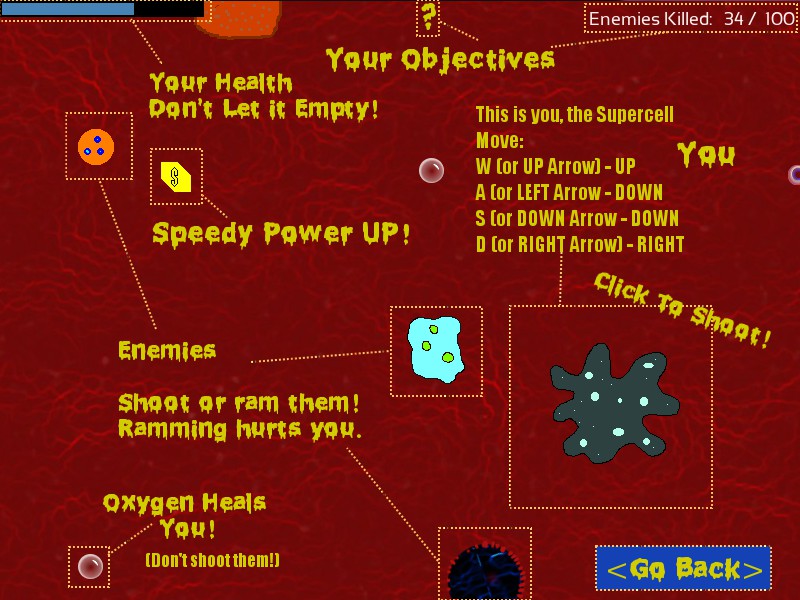 ?
Enemies Killed: 34 / 100
Your Objectives
Your Health
Don't Let it Empty!
This is you, the Supercell
Move:
W (or UP Arrow) - UP
A (or LEFT Arrow - DOWN
S (or DOWN Arrow - DOWN
D (or RIGHT Arrow) - RIGHT
You
S
Speedy Power UP!
Click To Shoot!
Enemies
Shoot or ram them!
Ramming hurts you.
Oxygen Heals
You!
(Don't shoot them!)
<Go Back>